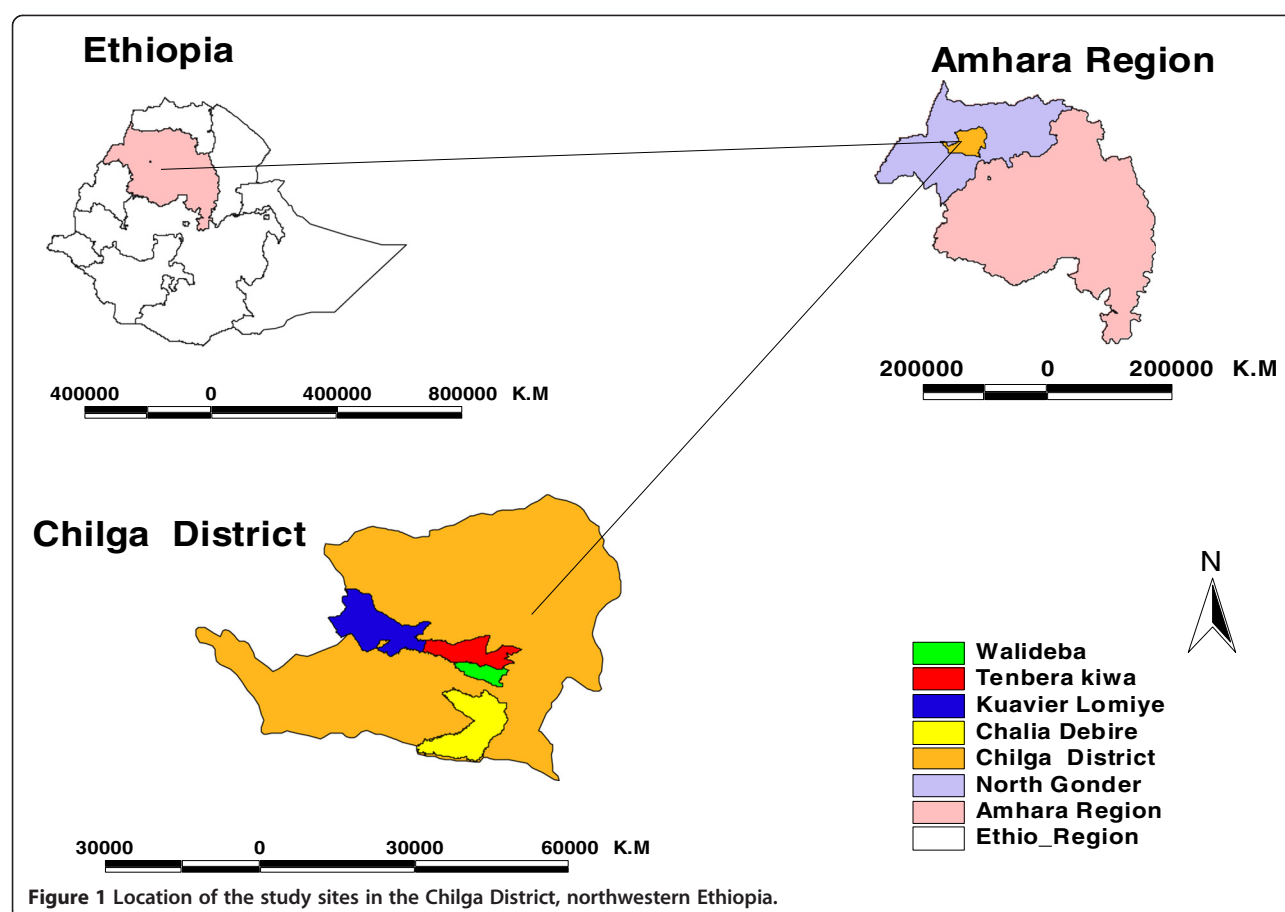 Ethiopia
Amhara Region
400000 0 400000 800000 K.M
200000 0 200000 K.M
Chilga District
N
Walideba
Tenbera kiwa
Kuavier Lomiye
Chalia Debire
Chilga District
North Gonder
Amhara Region
Ethio_Region
30000 0 30000 60000 K.M
Figure 1 Location of the study sites in the Chilga District, northwestern Ethiopia.